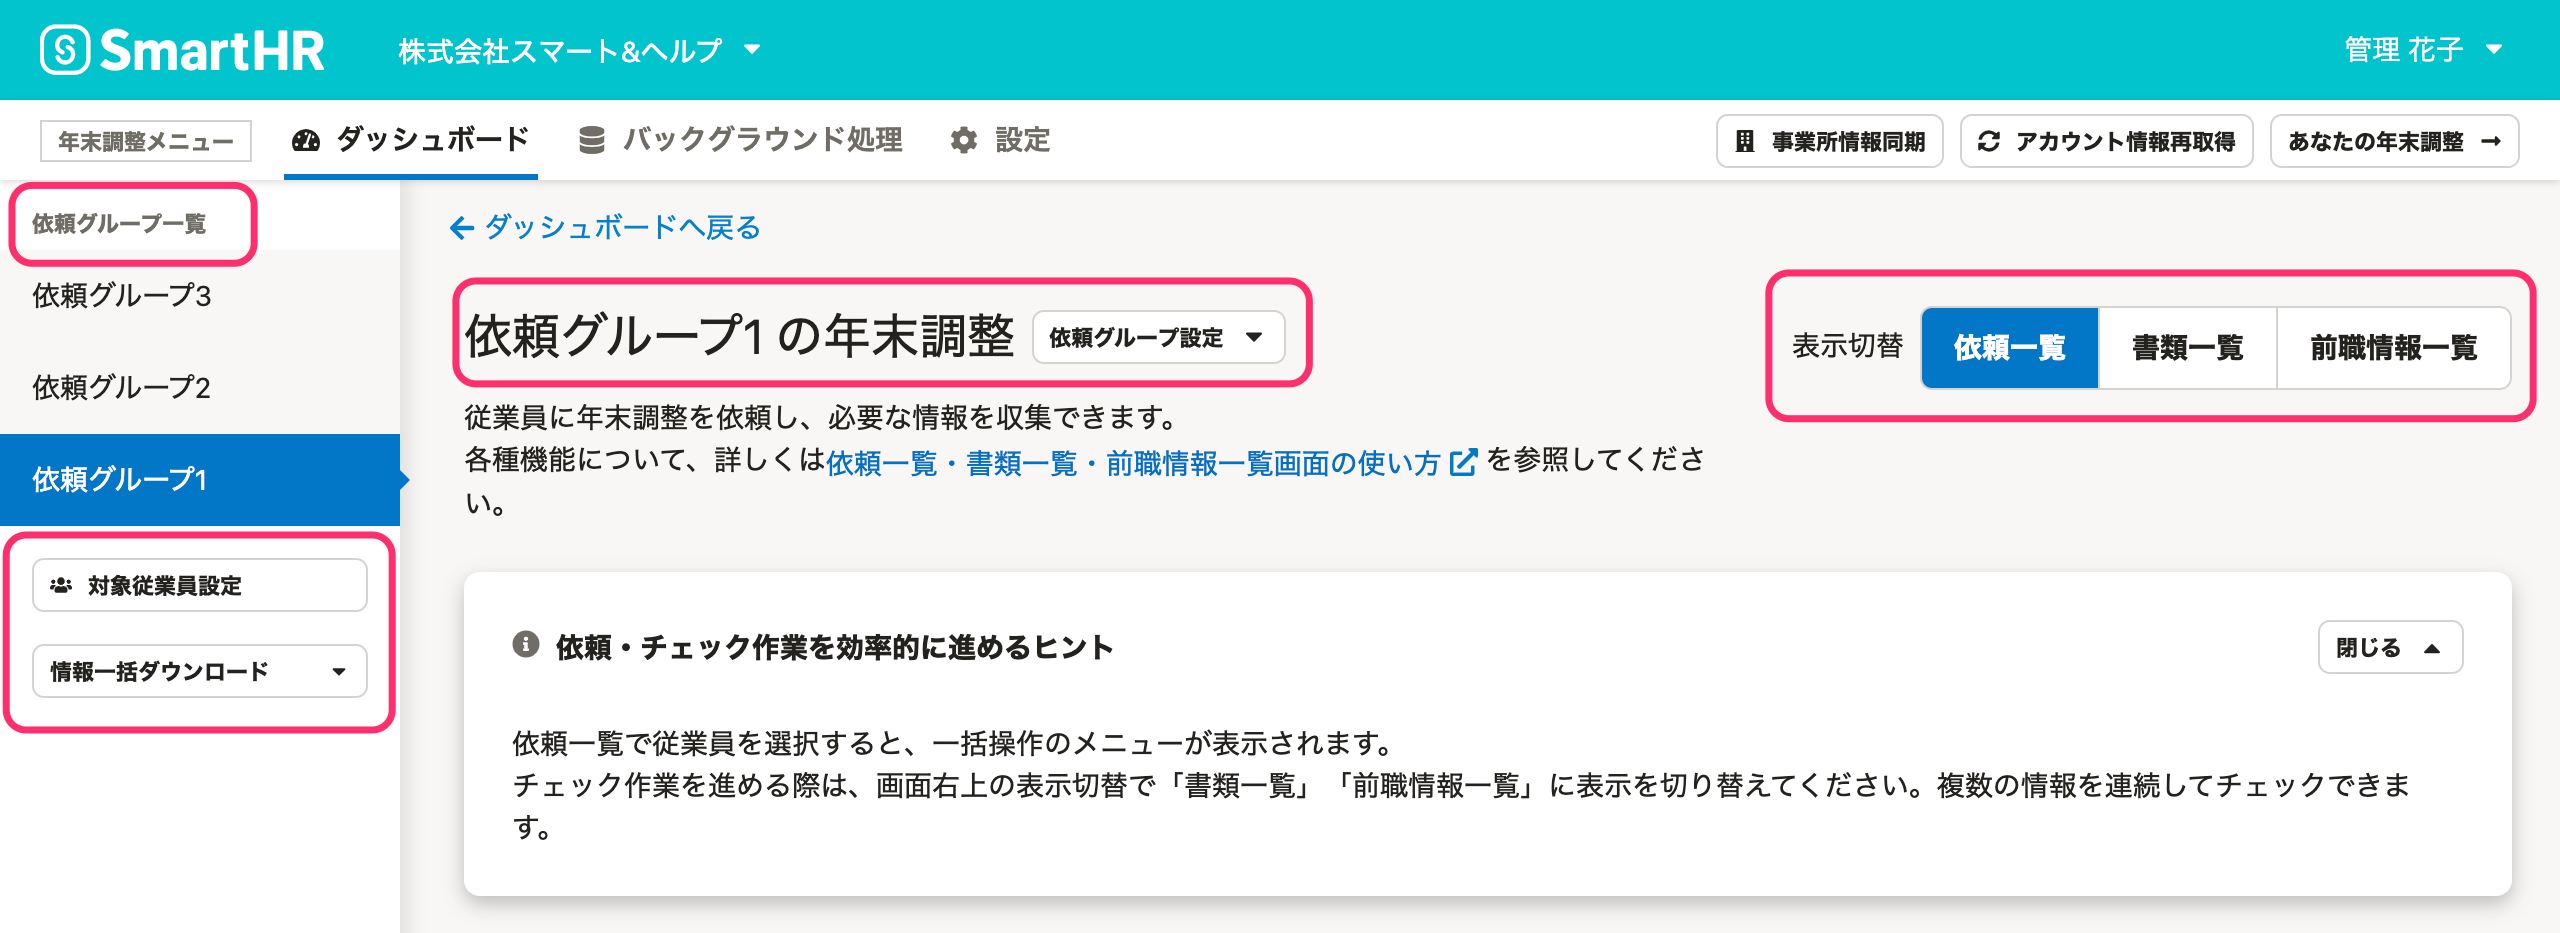 SmartHR 株式会社スマート&ヘルプ 管理 花子
年末調整メニュー ダッシュボード バックグラウンド処理 設定 事業所情報同期 アカウント情報再取得 あなたの年末調整 →
依頼グループ一覧
依頼グループ3
依頼グループ2
依頼グループ1
対象従業員設定
情報一括ダウンロード
← ダッシュボードへ戻る
依頼グループ1 の年末調整 依頼グループ設定
表示切替 依頼一覧 書類一覧 前職情報一覧
従業員に年末調整を依頼し、必要な情報を収集できます。
各種機能について、詳しくは依頼一覧・書類一覧・前職情報一覧画面の使い方 を参照してくださ
い。
依頼・チェック作業を効率的に進めるヒント 閉じる
依頼一覧で従業員を選択すると、一括操作のメニューが表示されます。
チェック作業を進める際は、画面右上の表示切替で「書類一覧」「前職情報一覧」に表示を切り替えてください。複数の情報を連続してチェックできま
す。